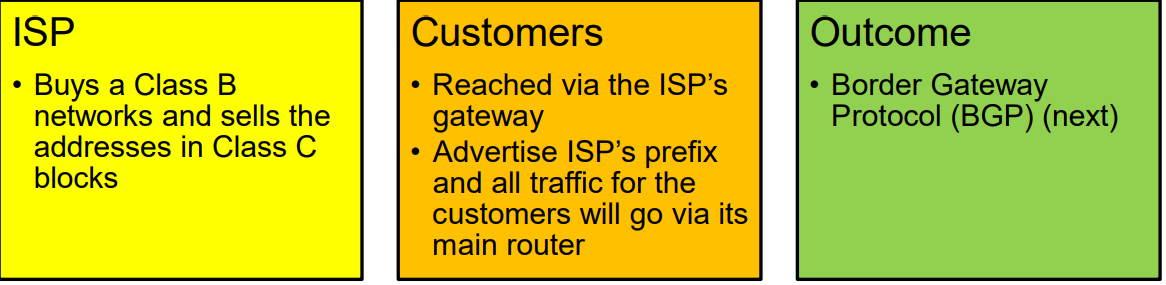 ISP
• Buys a Class B
networks and sells the
addresses in Class C
blocks
Customers
• Reached via the ISP’s
gateway
• Advertise ISP’s prefix
and all traffic for the
customers will go via its
main router
Outcome
• Border Gateway
Protocol (BGP) (next)